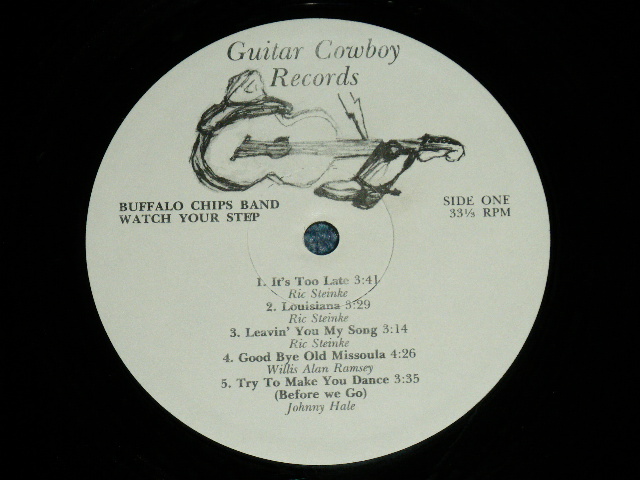 Guitar Cowboy
Records
BUFFALO CHIPS BAND
WATCH YOUR STEP
SIDE ONE
33⅓ RPM
1. It's Too Late 3:41
Ric Steinke
2. Louisiana 3:29
Ric Steinke
3. Leavin' You My Song 3:14
Ric Steinke
4. Good Bye Old Missoula 4:26
Willis Alan Ramsey
5. Try To Make You Dance 3:35
(Before we Go)
Johnny Hale